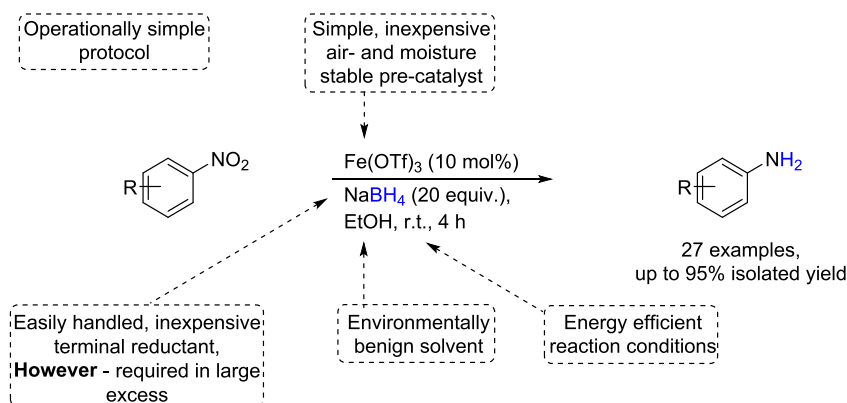 Operationally simple
protocol
Simple, inexpensive
air- and moisture
stable pre-catalyst
NO₂
R
Fe(OTf)₃ (10 mol%)
NaBH₄ (20 equiv.),
EtOH, r.t., 4 h
NH₂
R
27 examples,
up to 95% isolated yield
Easily handled, inexpensive
terminal reductant,
However - required in large
excess
Environmentally
benign solvent
Energy efficient
reaction conditions